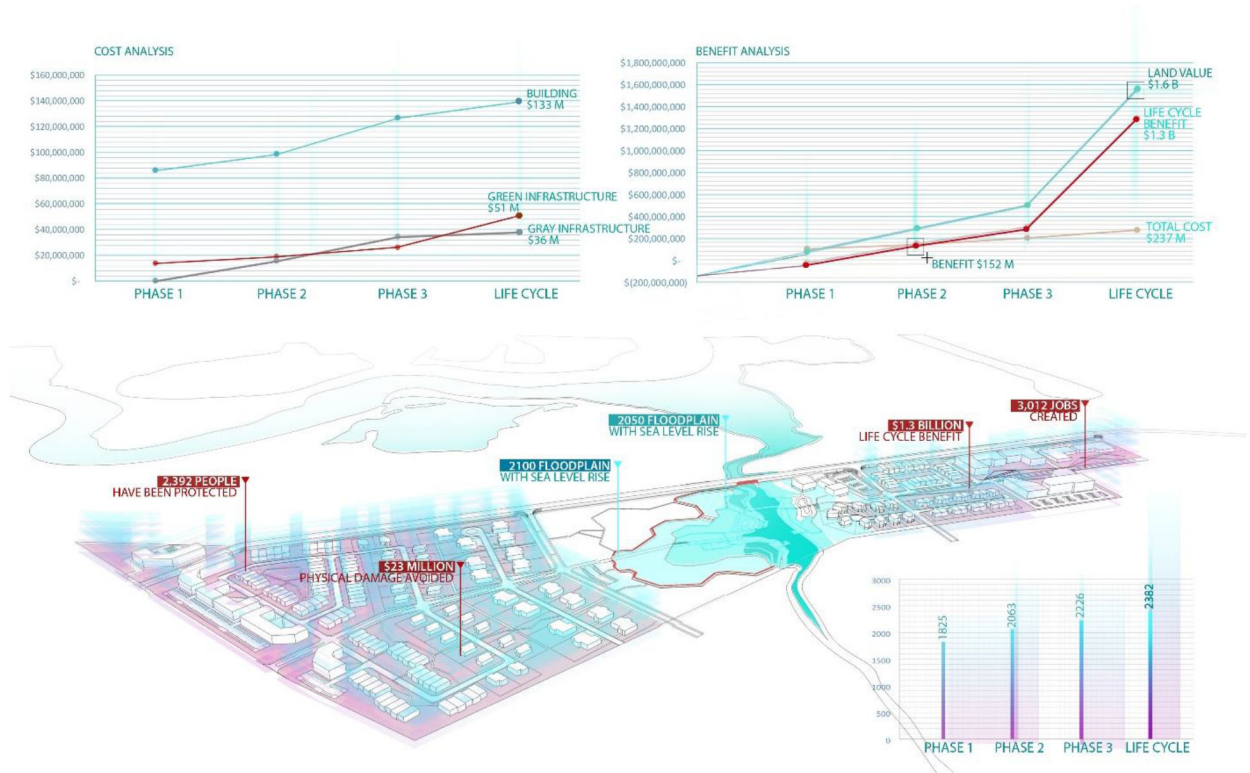 COST ANALYSIS
$160,000,000
$140,000,000
$120,000,000
$100,000,000
$80,000,000
$60,000,000
$40,000,000
$20,000,000
$-
BUILDING
$133 M
GREEN INFRASTRUCTURE
$51 M
GRAY INFRASTRUCTURE
$36 M
PHASE 1
PHASE 2
PHASE 3
LIFE CYCLE
BENEFIT ANALYSIS
$1,800,000,000
$1,600,000,000
$1,400,000,000
$1,200,000,000
$1,000,000,000
$800,000,000
$600,000,000
$400,000,000
$200,000,000
$-
$(200,000,000)
LAND VALUE
$1.6 B
LIFE CYCLE
BENEFIT
$1.3 B
TOTAL COST
$237 M
BENEFIT $152 M
PHASE 1
PHASE 2
PHASE 3
LIFE CYCLE
3,012 JOBS
CREATED
2050 FLOODPLAIN
WITH SEA LEVEL RISE
$1.3 BILLION
LIFE CYCLE BENEFIT
2100 FLOODPLAIN
WITH SEA LEVEL RISE
2.392 PEOPLE
HAVE BEEN PROTECTED
$23 MILLION
PHYSICAL DAMAGE AVOIDED
3000
2500
2000
1500
1000
500
0
1825
2063
2226
2382
PHASE 1
PHASE 2
PHASE 3
LIFE CYCLE